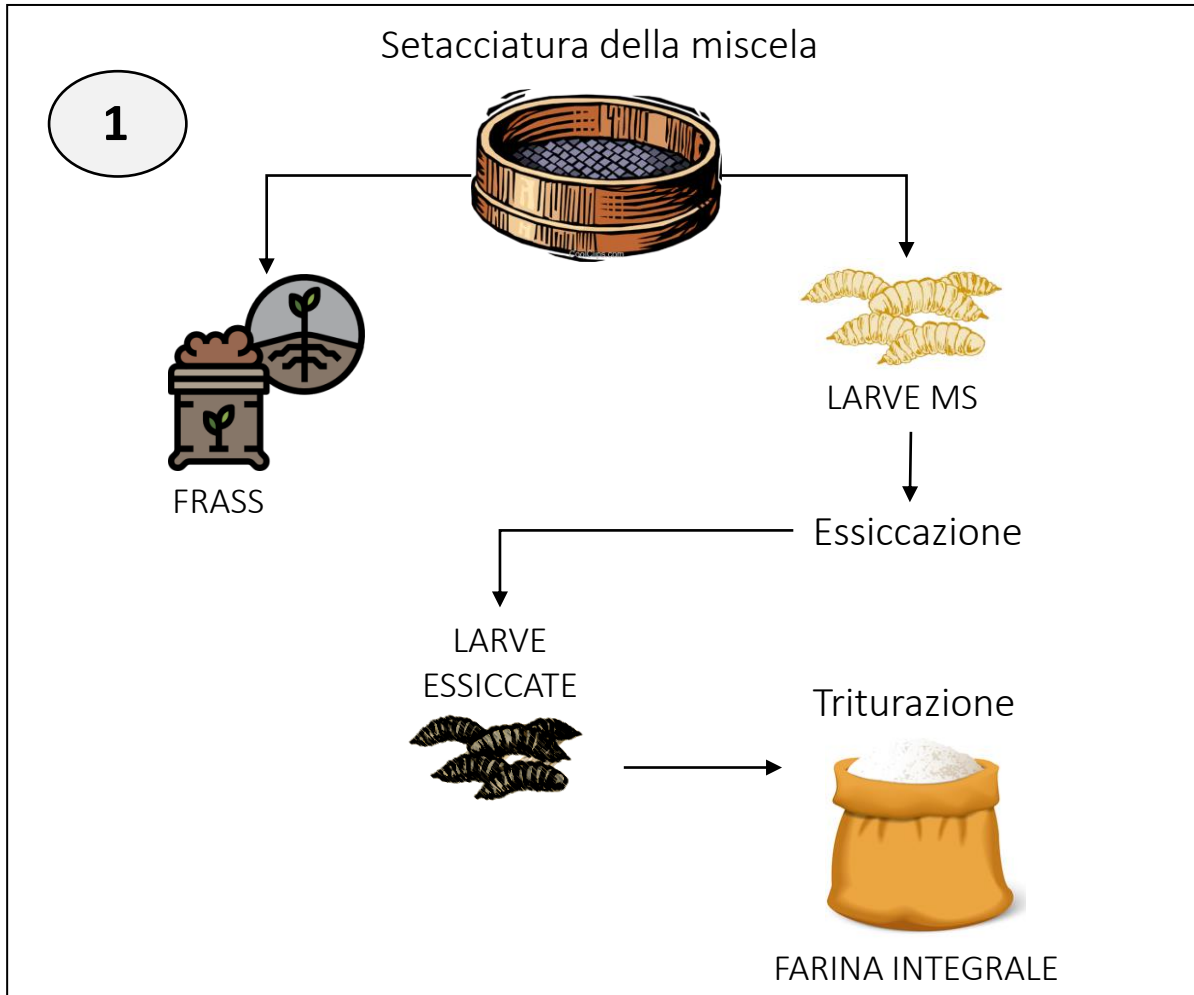 Setacciatura della miscela
1
LARVE MS
FRASS
Essiccazione
LARVE
ESSICCATE
Triturazione
FARINA INTEGRALE